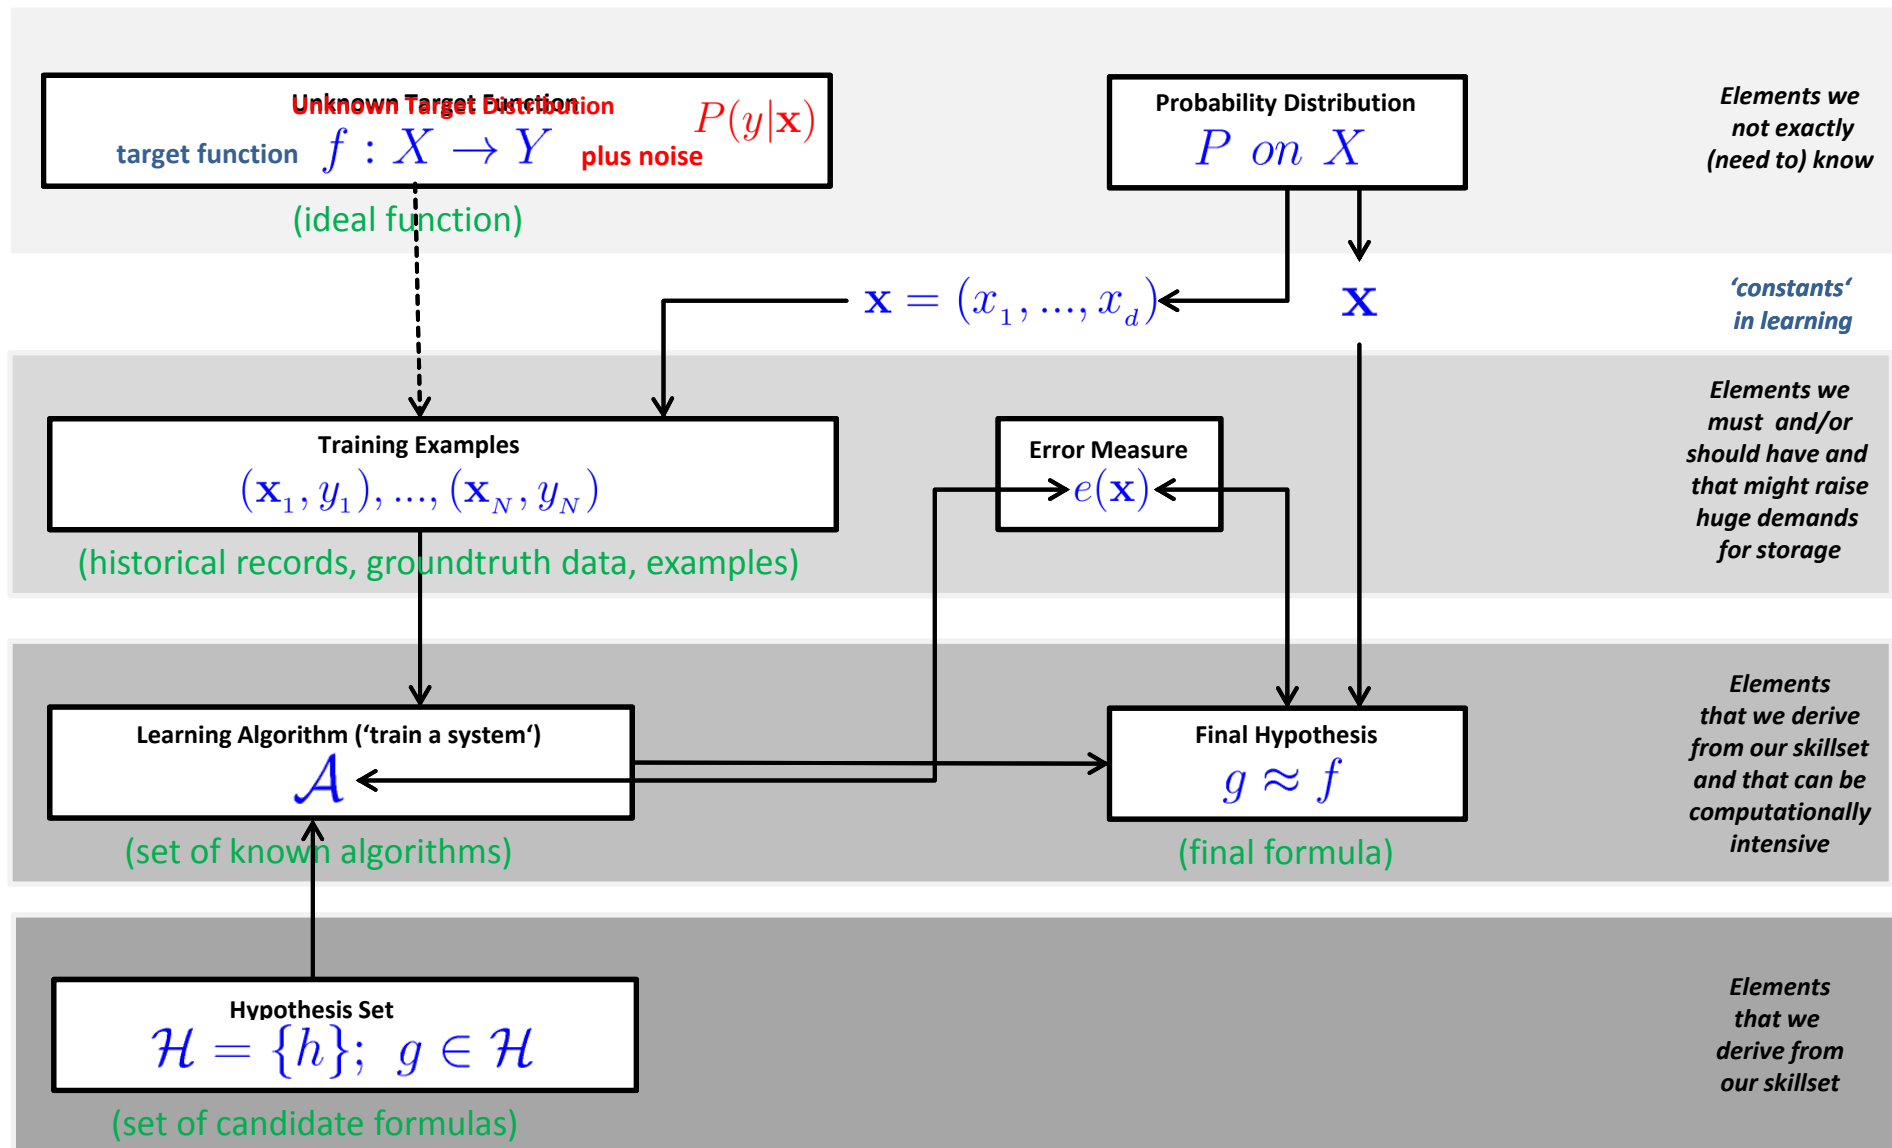 Unknown Target Function
Unknown Target Distribution
target function f : X → Y plus noise P(y|x)
(ideal function)
Probability Distribution
P on X
Elements we
not exactly
(need to) know
x = (x₁, ..., x_d)
x
‘constants‘
in learning
Training Examples
(x₁, y₁), ..., (x_N, y_N)
(historical records, groundtruth data, examples)
Error Measure
e(x)
Elements we
must and/or
should have and
that might raise
huge demands
for storage
Learning Algorithm (‘train a system‘)
𝒜
(set of known algorithms)
Final Hypothesis
g ≈ f
(final formula)
Elements
that we derive
from our skillset
and that can be
computationally
intensive
Hypothesis Set
ℋ = {h}; g ∈ ℋ
(set of candidate formulas)
Elements
that we
derive from
our skillset